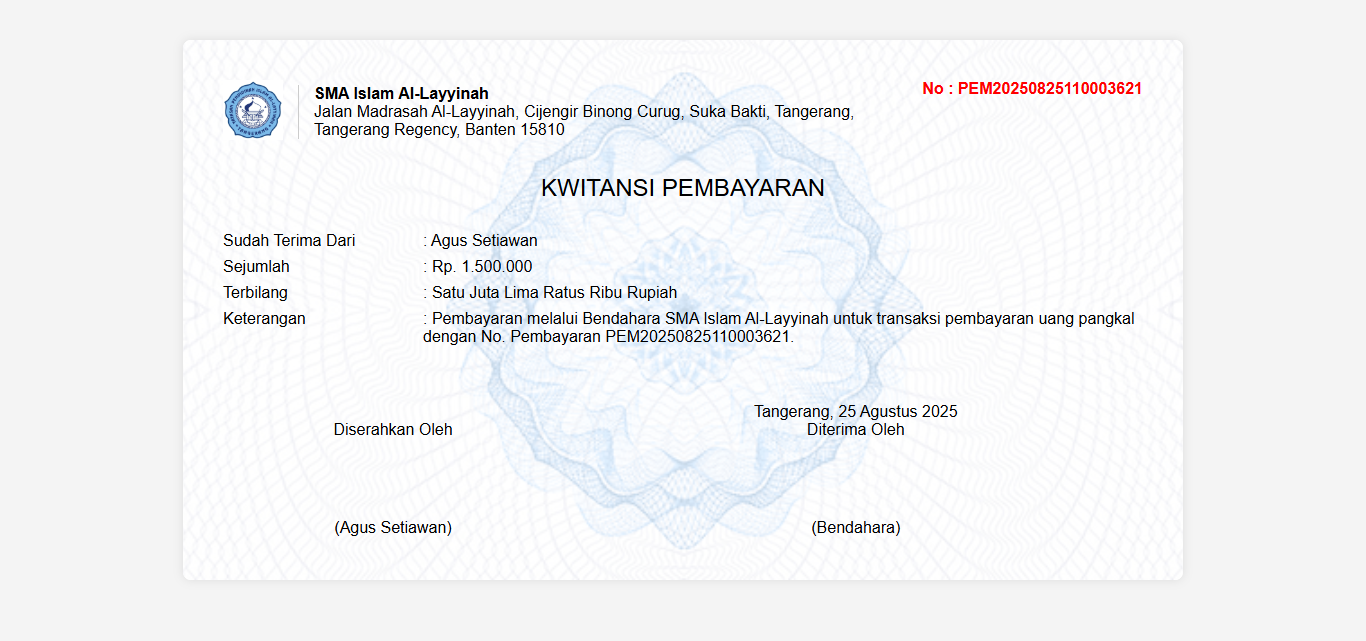 SMA Islam Al-Layyinah
Jalan Madrasah Al-Layyinah, Cijengir Binong Curug, Suka Bakti, Tangerang,
Tangerang Regency, Banten 15810
No : PEM20250825110003621
KWITANSI PEMBAYARAN
Sudah Terima Dari : Agus Setiawan
Sejumlah : Rp. 1.500.000
Terbilang : Satu Juta Lima Ratus Ribu Rupiah
Keterangan : Pembayaran melalui Bendahara SMA Islam Al-Layyinah untuk transaksi pembayaran uang pangkal
dengan No. Pembayaran PEM20250825110003621.
Tangerang, 25 Agustus 2025
Diserahkan Oleh Diterima Oleh
(Agus Setiawan) (Bendahara)